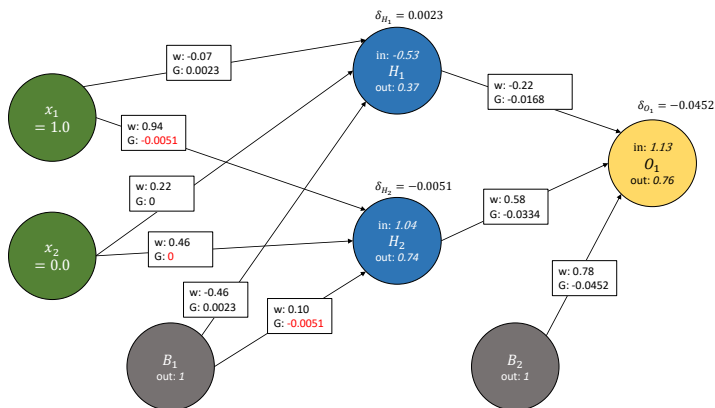 δ_{H_1} = 0.0023
w: -0.07
G: 0.0023
in: -0.53
H_1
out: 0.37
x_1
= 1.0
w: 0.94
G: -0.0051
w: -0.22
G: -0.0168
δ_{O_1} = −0.0452
in: 1.13
O_1
out: 0.76
w: 0.22
G: 0
δ_{H_2} = −0.0051
w: 0.58
G: -0.0334
x_2
= 0.0
w: 0.46
G: 0
in: 1.04
H_2
out: 0.74
w: -0.46
G: 0.0023
w: 0.10
G: -0.0051
w: 0.78
G: -0.0452
B_1
out: 1
B_2
out: 1